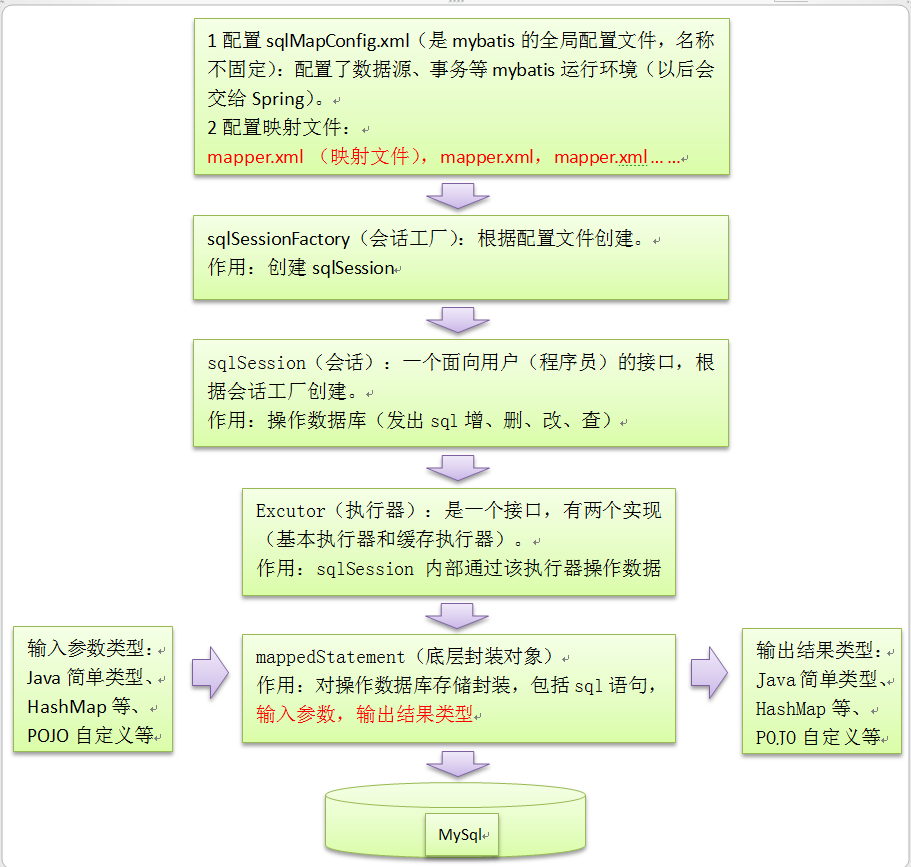 1 配置 sqlMapConfig.xml（是 mybatis 的全局配置文件，名称
不固定）：配置了数据源、事务等 mybatis 运行环境（以后会
交给 Spring）。
2 配置映射文件：
mapper.xml （映射文件），mapper.xml，mapper.xml... ...
sqlSessionFactory（会话工厂）：根据配置文件创建。
作用：创建 sqlSession
sqlSession（会话）：一个面向用户（程序员）的接口，根
据会话工厂创建。
作用：操作数据库（发出 sql 增、删、改、查）
Excutor（执行器）：是一个接口，有两个实现
（基本执行器和缓存执行器）。
作用：sqlSession 内部通过该执行器操作数据
输入参数类型：
Java 简单类型、
HashMap 等、
POJO 自定义等
mappedStatement（底层封装对象）
作用：对操作数据库存储封装，包括 sql 语句，
输入参数，输出结果类型
输出结果类型：
Java 简单类型、
HashMap 等、
POJO 自定义等
MySql